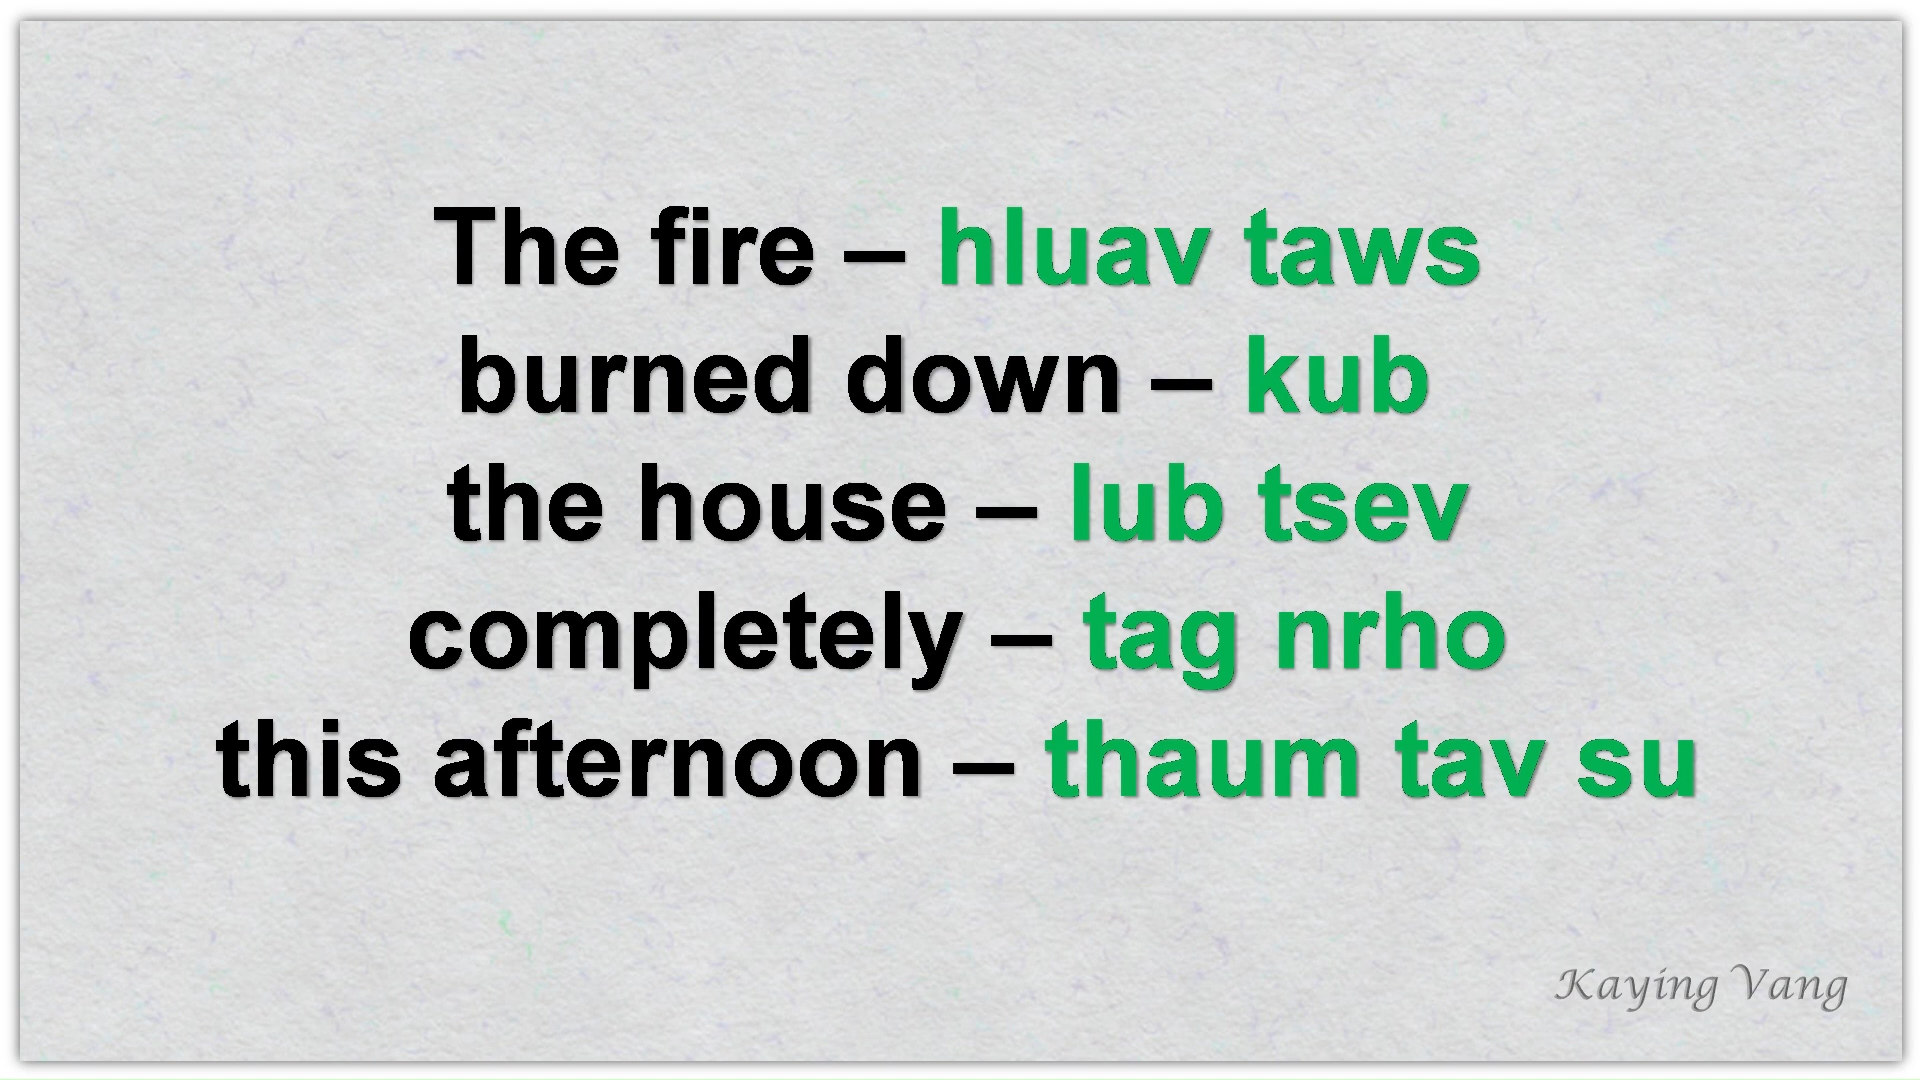 The fire – hluav taws
burned down – kub
the house – lub tsev
completely – tag nrho
this afternoon – thaum tav su
Kaying Vang